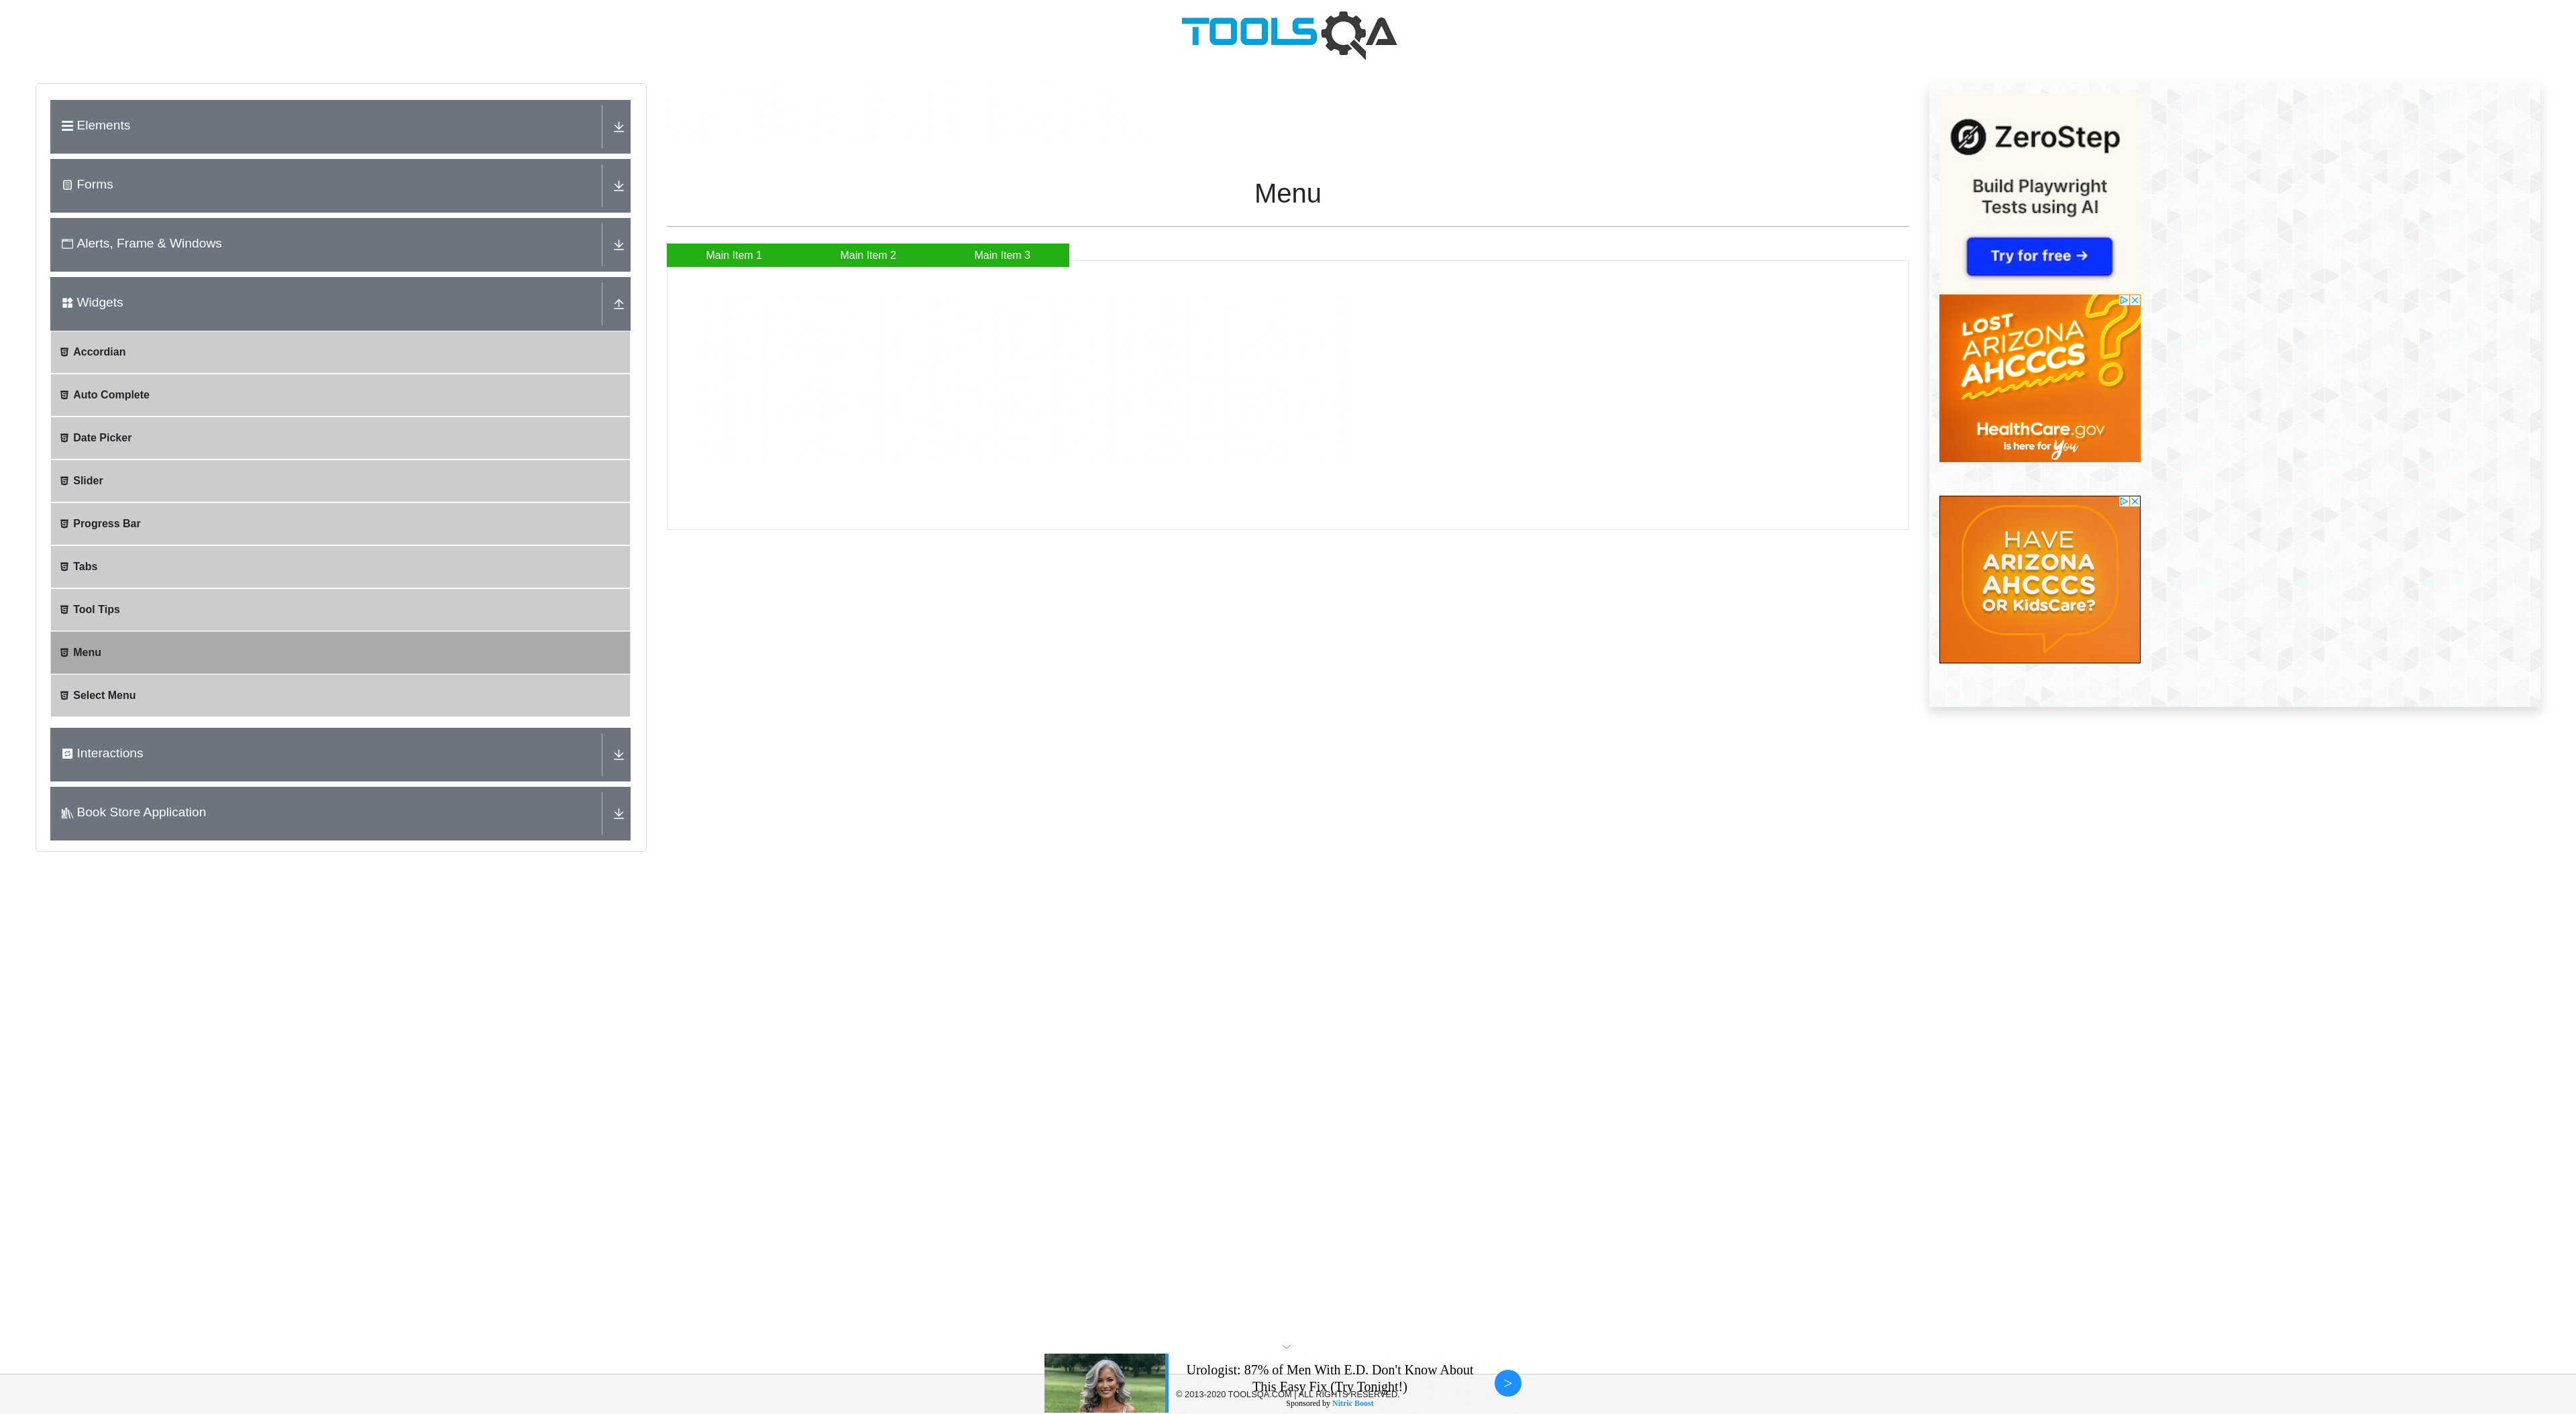 TOOLSQA
Elements
Forms
Alerts, Frame & Windows
Widgets
Accordian
Auto Complete
Date Picker
Slider
Progress Bar
Tabs
Tool Tips
Menu
Select Menu
Interactions
Book Store Application
Menu
Main Item 1
Main Item 2
Main Item 3
ZeroStep
Build Playwright
Tests using AI
Try for free →
LOST
ARIZONA
AHCCCS
?
HealthCare.gov
is here for you
HAVE
ARIZONA
AHCCCS
OR KidsCare?
Urologist: 87% of Men With E.D. Don't Know About
This Easy Fix (Try Tonight!)
>
© 2013-2020 TOOLSQA.COM | ALL RIGHTS RESERVED.
Sponsored by Nitric Boost